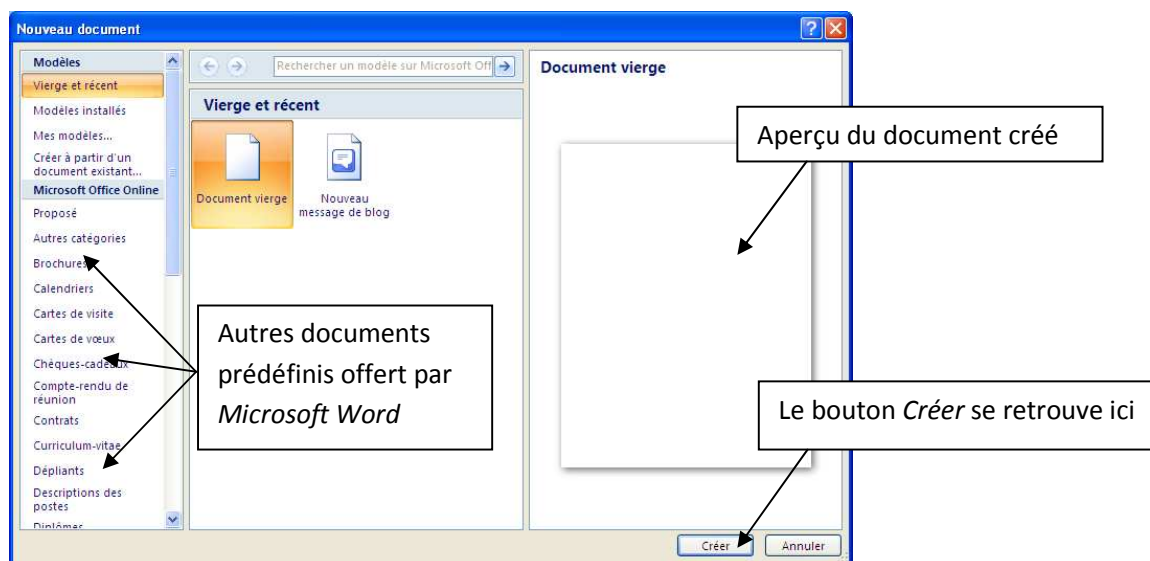 Nouveau document
Modèles
Vierge et récent
Modèles installés
Mes modèles...
Créer à partir d'un
document existant...
Microsoft Office Online
Proposé
Autres catégories
Brochures
Calendriers
Cartes de visite
Cartes de vœux
Chèques-cadeaux
Compte-rendu de
réunion
Contrats
Curriculum-vitae
Dépliants
Descriptions des
postes
Diplômes
Rechercher un modèle sur Microsoft Off
Vierge et récent
Document vierge
Nouveau
message de blog
Autres documents
prédéfinis offert par
Microsoft Word
Document vierge
Aperçu du document créé
Le bouton Créer se retrouve ici
Créer
Annuler